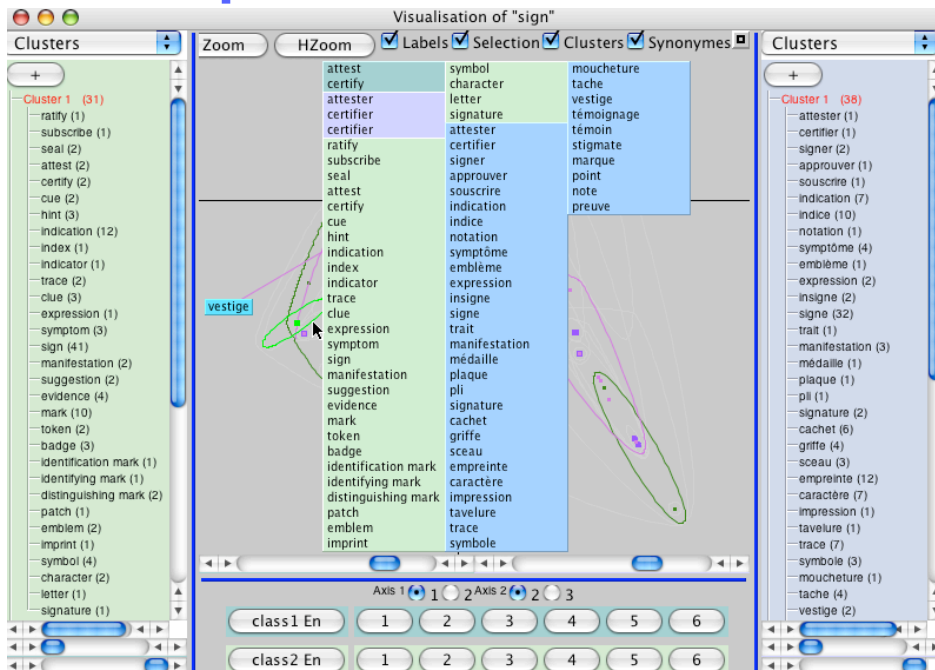 Visualisation of "sign"
Clusters
+
Cluster 1 (31)
ratify (1)
subscribe (1)
seal (2)
attest (2)
certify (2)
cue (2)
hint (3)
indication (12)
index (1)
indicator (1)
trace (2)
clue (3)
expression (1)
symptom (3)
sign (41)
manifestation (2)
suggestion (2)
evidence (4)
mark (10)
token (2)
badge (3)
identification mark (1)
identifying mark (1)
distinguishing mark (2)
patch (1)
emblem (2)
imprint (1)
symbol (4)
character (2)
letter (1)
signature (1)
Zoom HZoom Labels Selection Clusters Synonymes
vestige
attest
certify
attester
certifier
certifier
ratify
subscribe
seal
attest
certify
cue
hint
indication
index
indicator
trace
clue
expression
symptom
sign
manifestation
suggestion
evidence
mark
token
badge
identification mark
identifying mark
distinguishing mark
patch
emblem
imprint
symbol
character
letter
signature
attester
certifier
signer
approuver
souscrire
indication
indice
notation
symptôme
emblème
expression
insigne
signe
trait
manifestation
médaille
plaque
pli
signature
cachet
griffe
sceau
empreinte
caractère
impression
tavelure
trace
symbole
moucheture
tache
vestige
témoignage
témoin
stigmate
marque
point
note
preuve
Axis 1 1 2 Axis 2 2 3
class1 En 1 2 3 4 5 6
class2 En 1 2 3 4 5 6
Clusters
+
Cluster 1 (38)
attester (1)
certifier (1)
signer (2)
approuver (1)
souscrire (1)
indication (7)
indice (10)
notation (1)
symptôme (4)
emblème (1)
expression (2)
insigne (2)
signe (32)
trait (1)
manifestation (3)
médaille (1)
plaque (1)
pli (1)
signature (2)
cachet (6)
griffe (4)
sceau (3)
empreinte (12)
caractère (7)
impression (1)
tavelure (1)
trace (7)
symbole (3)
moucheture (1)
tache (4)
vestige (2)